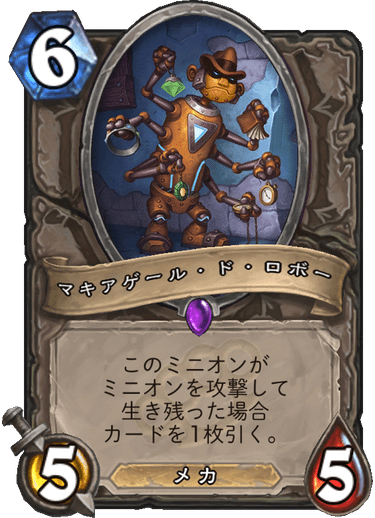 6
マキアゲール・ド・ロボー
このミニオンが
ミニオンを攻撃して
生き残った場合
カードを1枚引く。
5
メカ
5